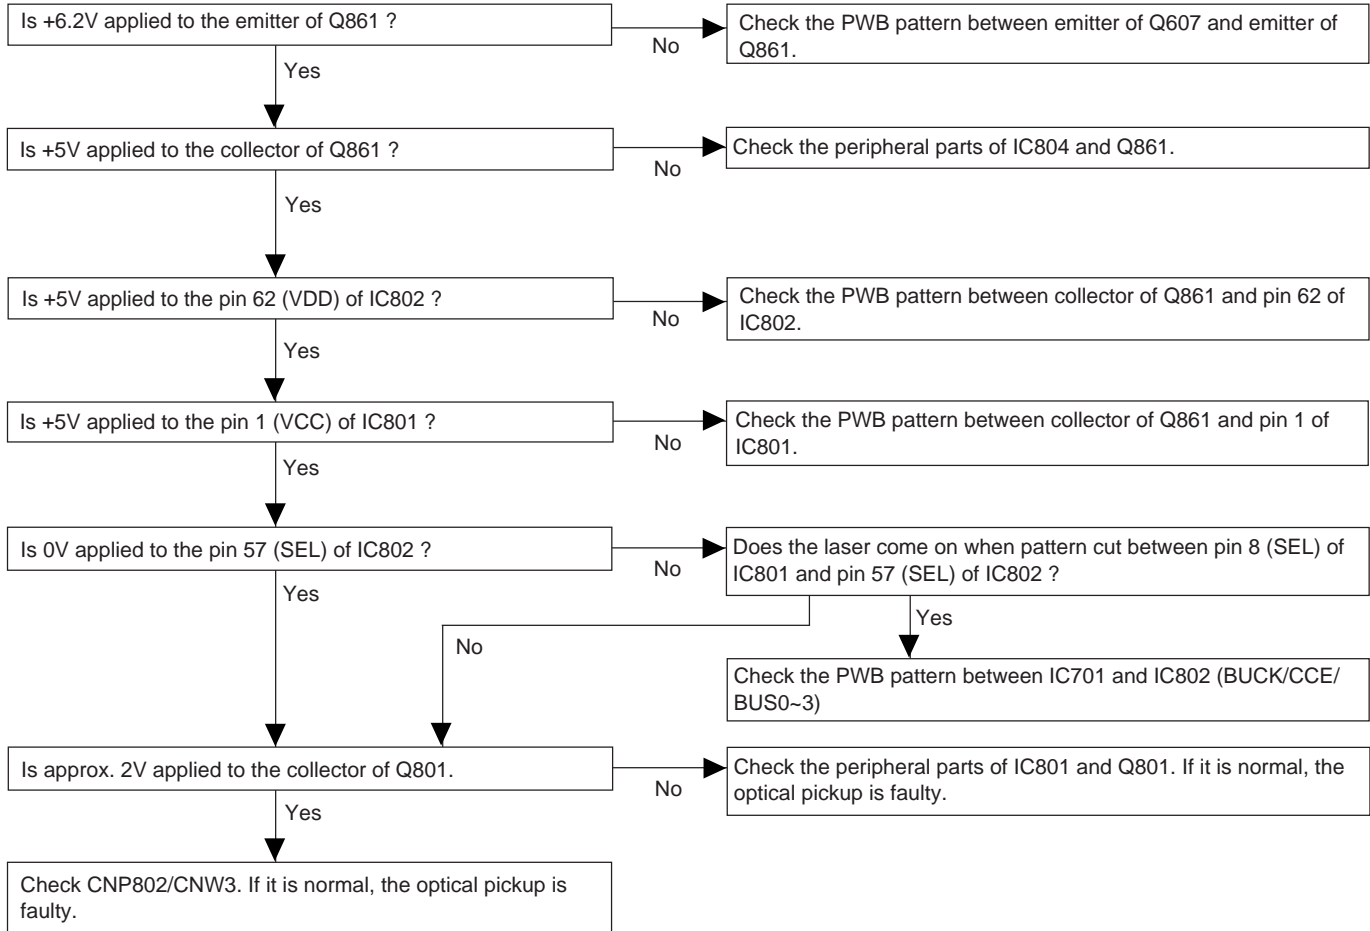 Is +6.2V applied to the emitter of Q861 ?
No
Check the PWB pattern between emitter of Q607 and emitter of
Q861.
Yes
Is +5V applied to the collector of Q861 ?
No
Check the peripheral parts of IC804 and Q861.
Yes
Is +5V applied to the pin 62 (VDD) of IC802 ?
No
Check the PWB pattern between collector of Q861 and pin 62 of
IC802.
Yes
Is +5V applied to the pin 1 (VCC) of IC801 ?
No
Check the PWB pattern between collector of Q861 and pin 1 of
IC801.
Yes
Is 0V applied to the pin 57 (SEL) of IC802 ?
No
Does the laser come on when pattern cut between pin 8 (SEL) of
IC801 and pin 57 (SEL) of IC802 ?
Yes
No
Yes
Check the PWB pattern between IC701 and IC802 (BUCK/CCE/
BUS0~3)
Is approx. 2V applied to the collector of Q801.
No
Check the peripheral parts of IC801 and Q801. If it is normal, the
optical pickup is faulty.
Yes
Check CNP802/CNW3. If it is normal, the optical pickup is
faulty.